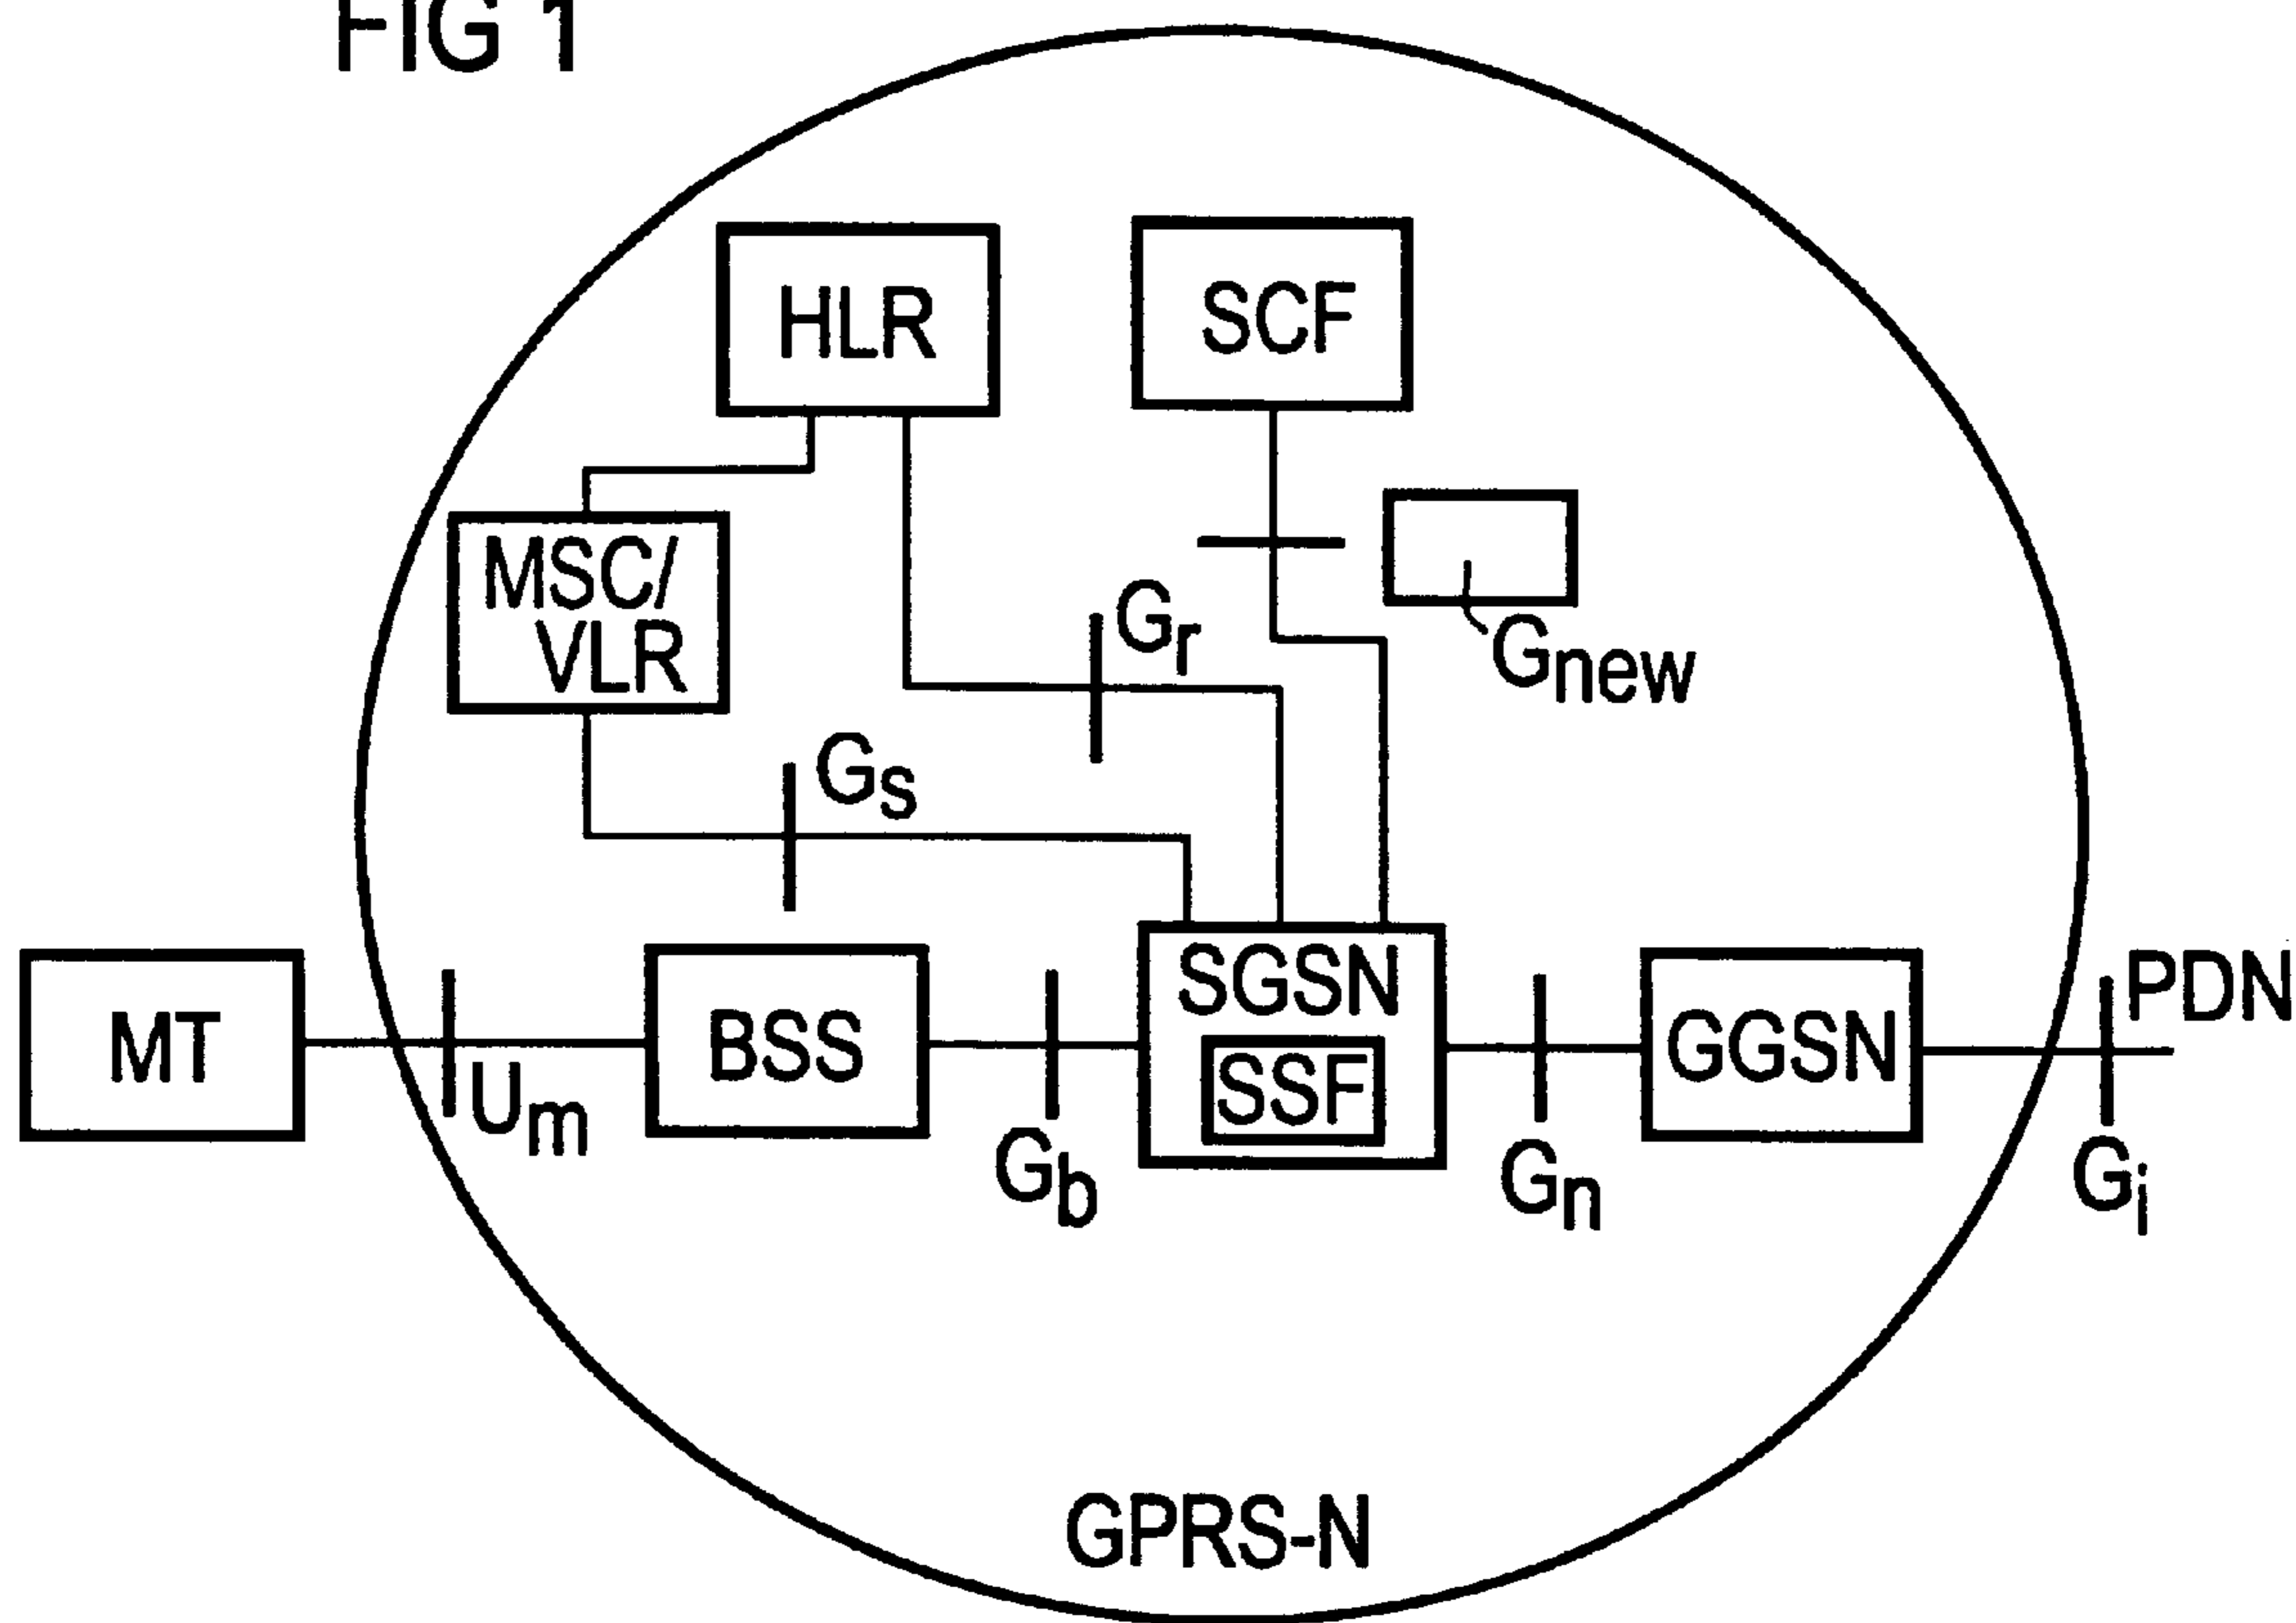 FIG 1
HLR
SCF
MSC/
VLR
Gr
Gnew
Gs
MT
Um
BSS
Gb
SGSN
SSF
Gn
GGSN
PDN
Gi
GPRS-N